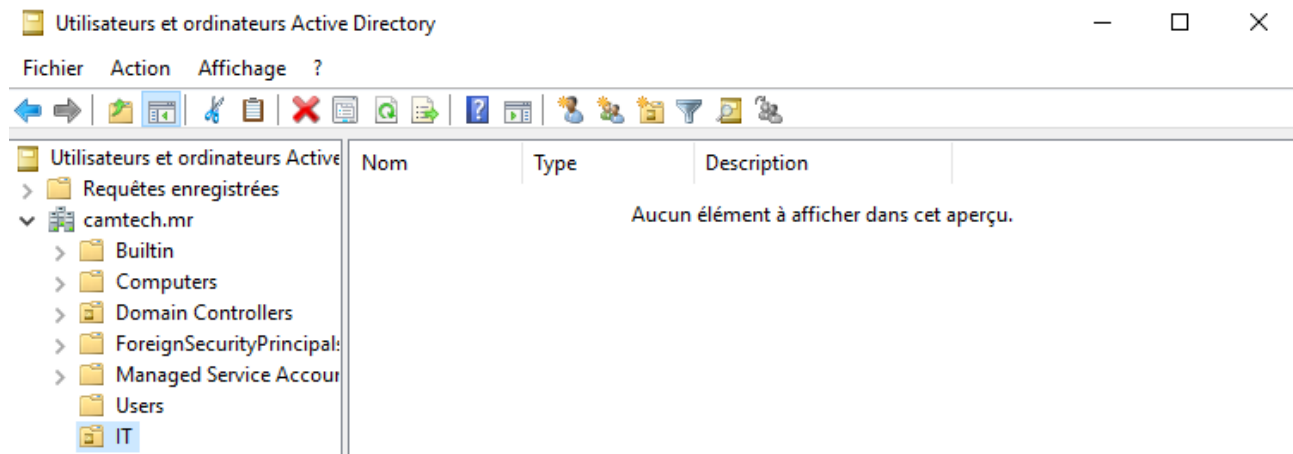 Utilisateurs et ordinateurs Active Directory
Fichier Action Affichage ?
Utilisateurs et ordinateurs Active
Requêtes enregistrées
camtech.mr
Builtin
Computers
Domain Controllers
ForeignSecurityPrincipals
Managed Service Accour
Users
IT
Nom Type Description
Aucun élément à afficher dans cet aperçu.